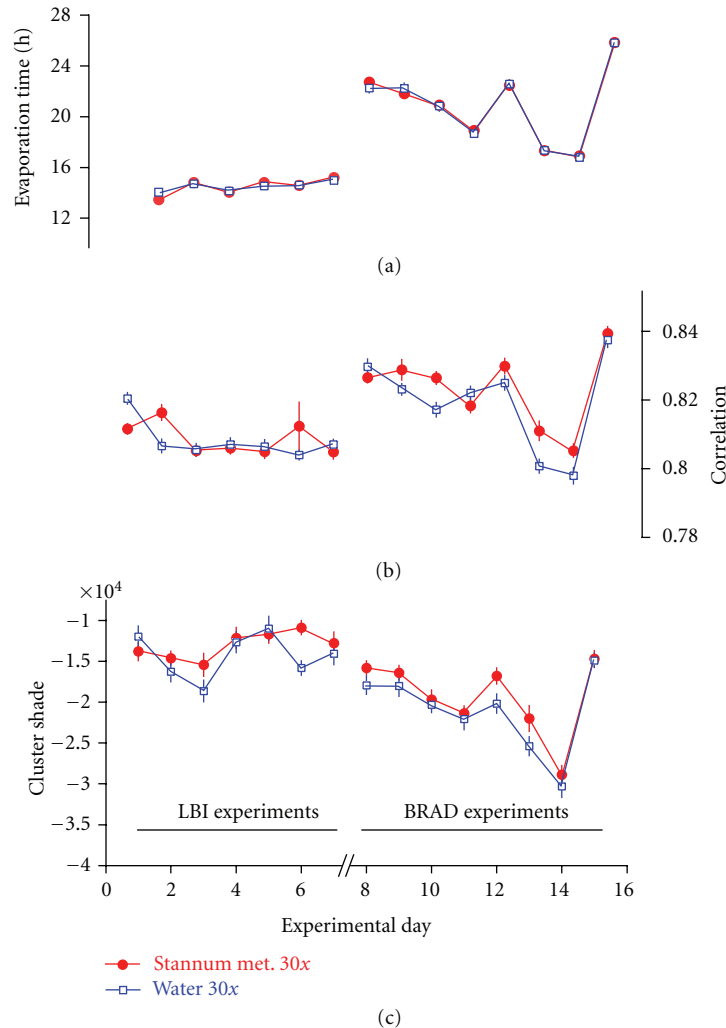 28
24
20
16
12
Evaporation time (h)
(a)
0.84
0.82
0.8
0.78
Correlation
(b)
×10⁴
−1
−1.5
−2
−2.5
−3
−3.5
−4
Cluster shade
LBI experiments
BRAD experiments
0 2 4 6 8 10 12 14 16
Experimental day
Stannum met. 30x
Water 30x
(c)